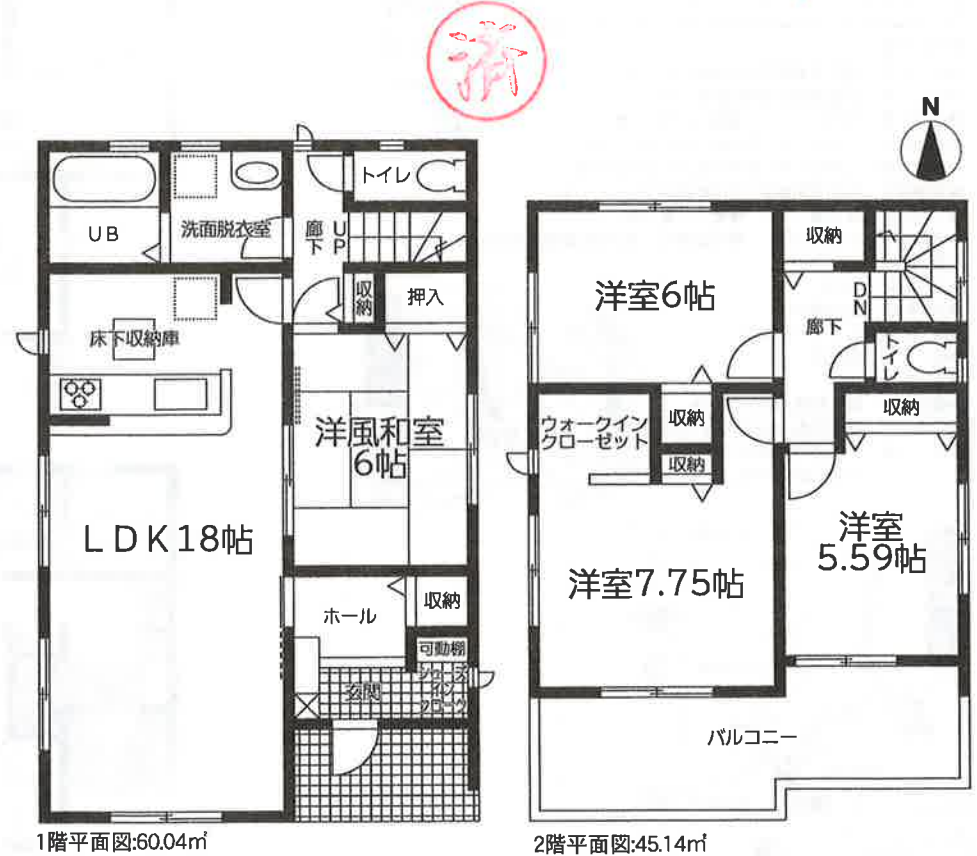 済
N
トイレ
UB
洗面脱衣室
廊下
UP
収納
押入
床下収納庫
洋風和室
6帖
LDK18帖
ホール
収納
可動棚
シューズ
イン
クローク
玄関
1階平面図:60.04㎡
収納
洋室6帖
DN
廊下
トイレ
収納
ウォークイン
クローゼット
収納
収納
洋室
5.59帖
洋室7.75帖
バルコニー
2階平面図:45.14㎡